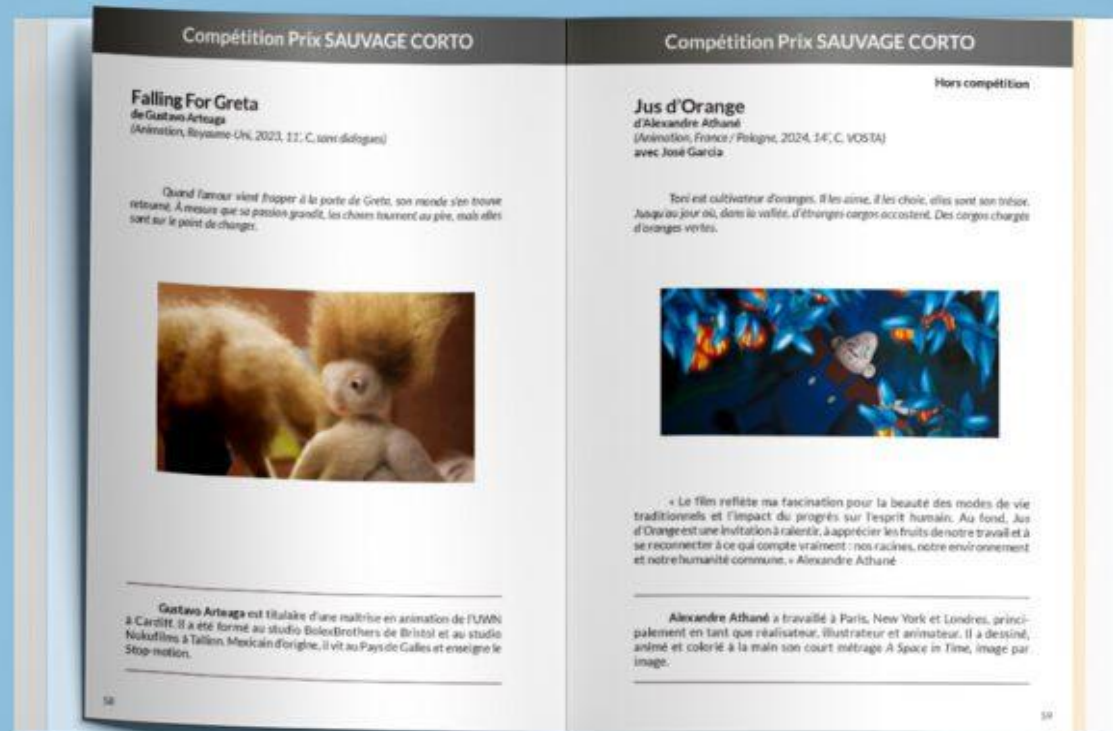 Compétition Prix SAUVAGE CORTO
Falling For Greta
de Gustavo Arteaga
(Animation, Royaume-Uni, 2023, 11', C, sans dialogues)
Quand l'amour vient frapper à la porte de Greta, son monde s'en trouve
retourné. À mesure que sa passion grandit, les choses tournent au pire, mais elles
sont sur le point de changer.
Gustavo Arteaga est titulaire d'une maîtrise en animation de l'UWN
à Cardiff. Il a été formé au studio BolexBrothers de Bristol et au studio
Nukufilms à Tallinn. Mexicain d'origine, il vit au Pays de Galles et enseigne le
Stop-motion.
58
Compétition Prix SAUVAGE CORTO
Hors compétition
Jus d'Orange
d'Alexandre Athané
(Animation, France / Pologne, 2024, 14', C, VOSTA)
avec José Garcia
Toni est cultivateur d'oranges. Il les aime, il les choie, elles sont son trésor.
Jusqu'au jour où, dans la vallée, d'étranges cargos accostent. Des cargos chargés
d'oranges vertes.
« Le film reflète ma fascination pour la beauté des modes de vie
traditionnels et l'impact du progrès sur l'esprit humain. Au fond, Jus
d'Orange est une invitation à ralentir, à apprécier les fruits de notre travail et à
se reconnecter à ce qui compte vraiment : nos racines, notre environnement
et notre humanité commune. » Alexandre Athané
Alexandre Athané a travaillé à Paris, New York et Londres, princi-
palement en tant que réalisateur, illustrateur et animateur. Il a dessiné,
animé et colorié à la main son court métrage A Space in Time, image par
image.
59